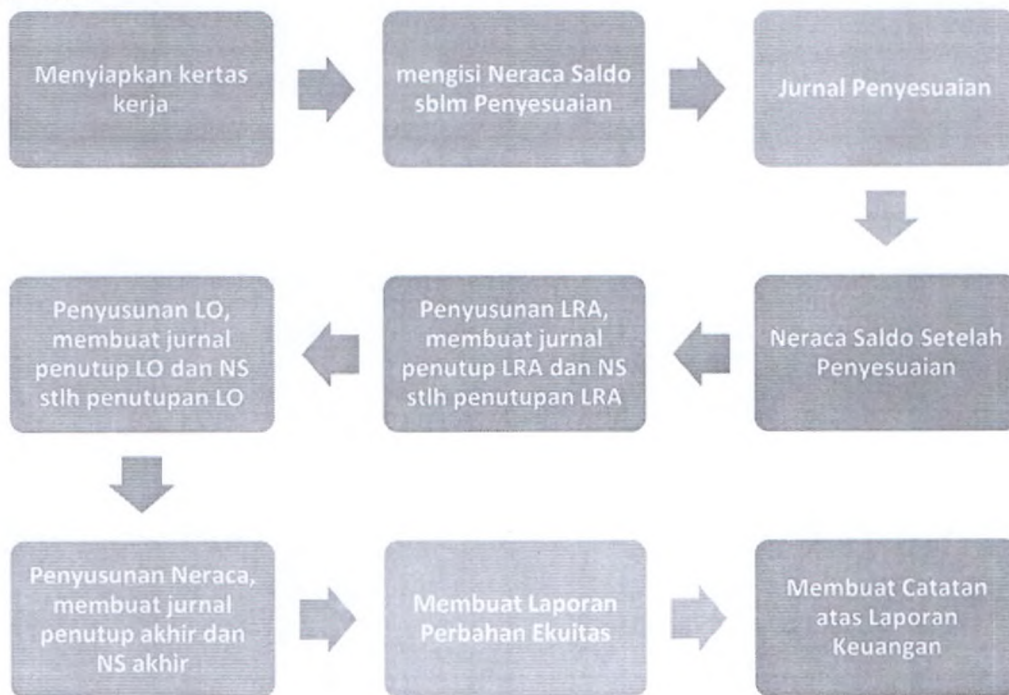 Menyiapkan kertas
kerja
mengisi Neraca Saldo
sblm Penyesuaian
Jurnal Penyesuaian
Neraca Saldo Setelah
Penyesuaian
Penyusunan LRA,
membuat jurnal
penutup LRA dan NS
stlh penutupan LRA
Penyusunan LO,
membuat jurnal
penutup LO dan NS
stlh penutupan LO
Penyusunan Neraca,
membuat jurnal
penutup akhir dan
NS akhir
Membuat Laporan
Perbahan Ekuitas
Membuat Catatan
atas Laporan
Keuangan